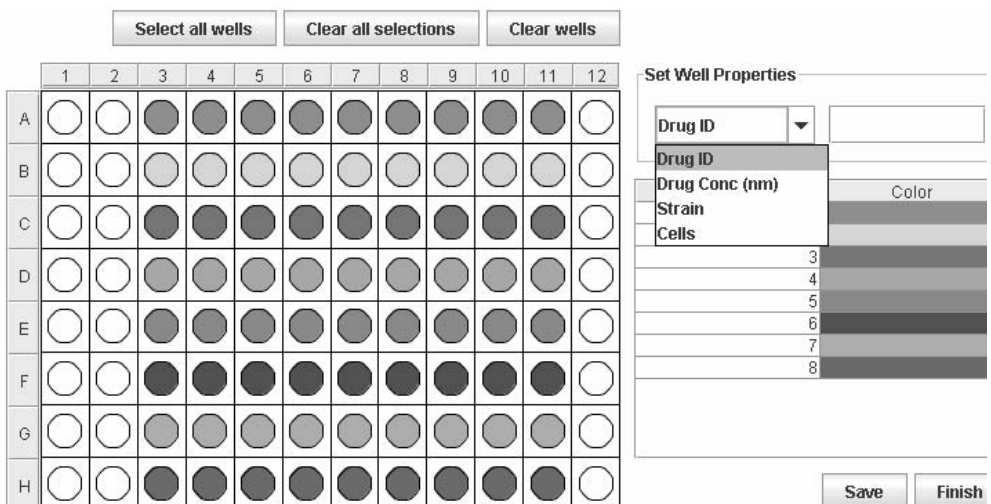 Select all wells Clear all selections Clear wells
1 2 3 4 5 6 7 8 9 10 11 12
Set Well Properties
A
Drug ID
Drug ID
B
Drug Conc (nm)
Color
Strain
C
Cells
3
D
4
5
E
6
7
F
8
G
H
Save Finish